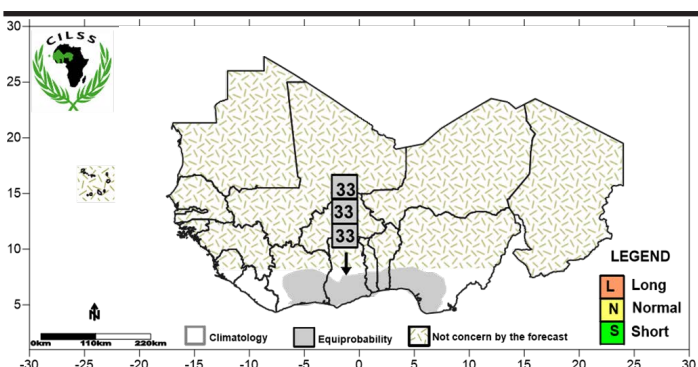 30
25
20
15
10
5
CILSS
33
33
33
LEGEND
L Long
N Normal
S Short
N
0km 110km 220km
Climatology
Equiprobability
Not concern by the forecast
-30 -25 -20 -15 -10 -5 0 5 10 15 20 25 30